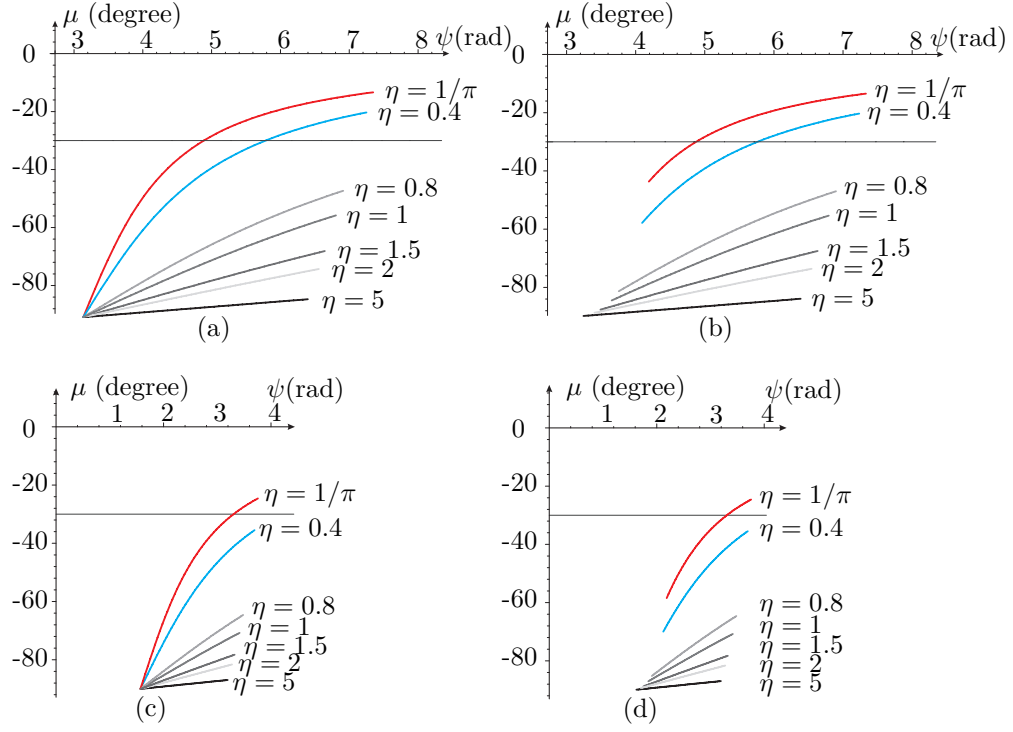 μ (degree)
3 4 5 6 7 8 ψ(rad)
0
-20
-40
-60
-80
η = 1/π
η = 0.4
η = 0.8
η = 1
η = 1.5
η = 2
η = 5
(a)
μ (degree)
3 4 5 6 7 8 ψ(rad)
0
-20
-40
-60
-80
η = 1/π
η = 0.4
η = 0.8
η = 1
η = 1.5
η = 2
η = 5
(b)
μ (degree) ψ(rad)
1 2 3 4
0
-20
-40
-60
-80
η = 1/π
η = 0.4
η = 0.8
η = 1
η = 1.5
η = 2
η = 5
(c)
μ (degree) ψ(rad)
1 2 3 4
0
-20
-40
-60
-80
η = 1/π
η = 0.4
η = 0.8
η = 1
η = 1.5
η = 2
η = 5
(d)